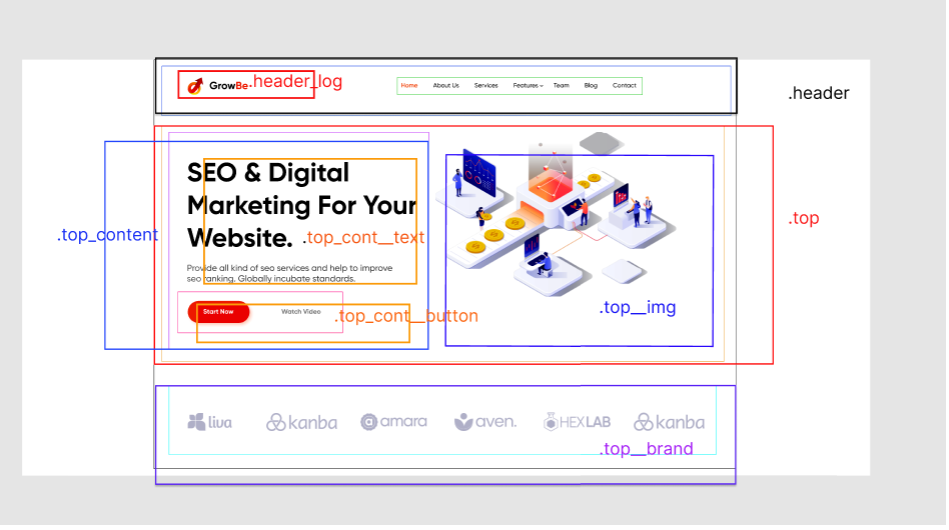 GrowBe.
.header_log
Home About Us Services Features Team Blog Contact
.header
SEO & Digital
Marketing For Your
Website.
.top_cont__text
.top_content
.top
Provide all kind of seo services and help to improve
seo ranking. Globally incubate standards.
.top__img
Start Now Watch Video
.top_cont__button
liva kanba amara aven. HEXLAB kanba
.top__brand